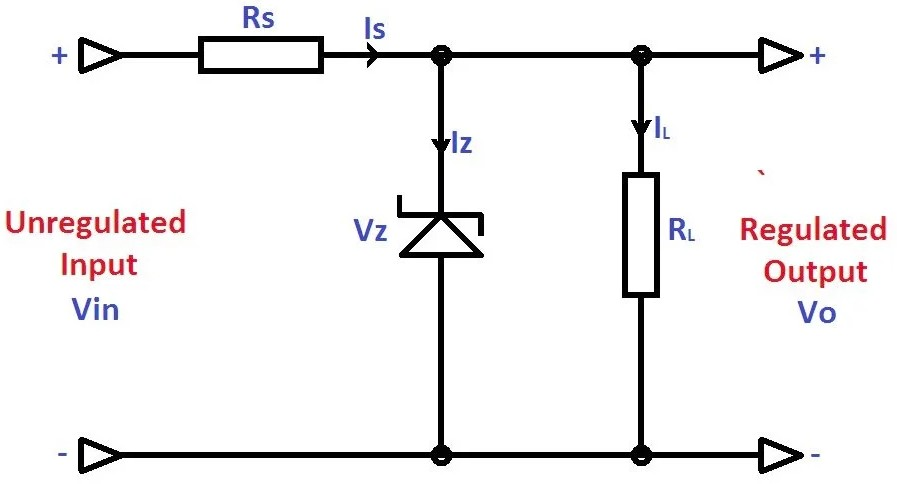 Rs
Is
+
+
Iz
IL
Unregulated
Input
Vin
Vz
RL
`
Regulated
Output
Vo
-
-